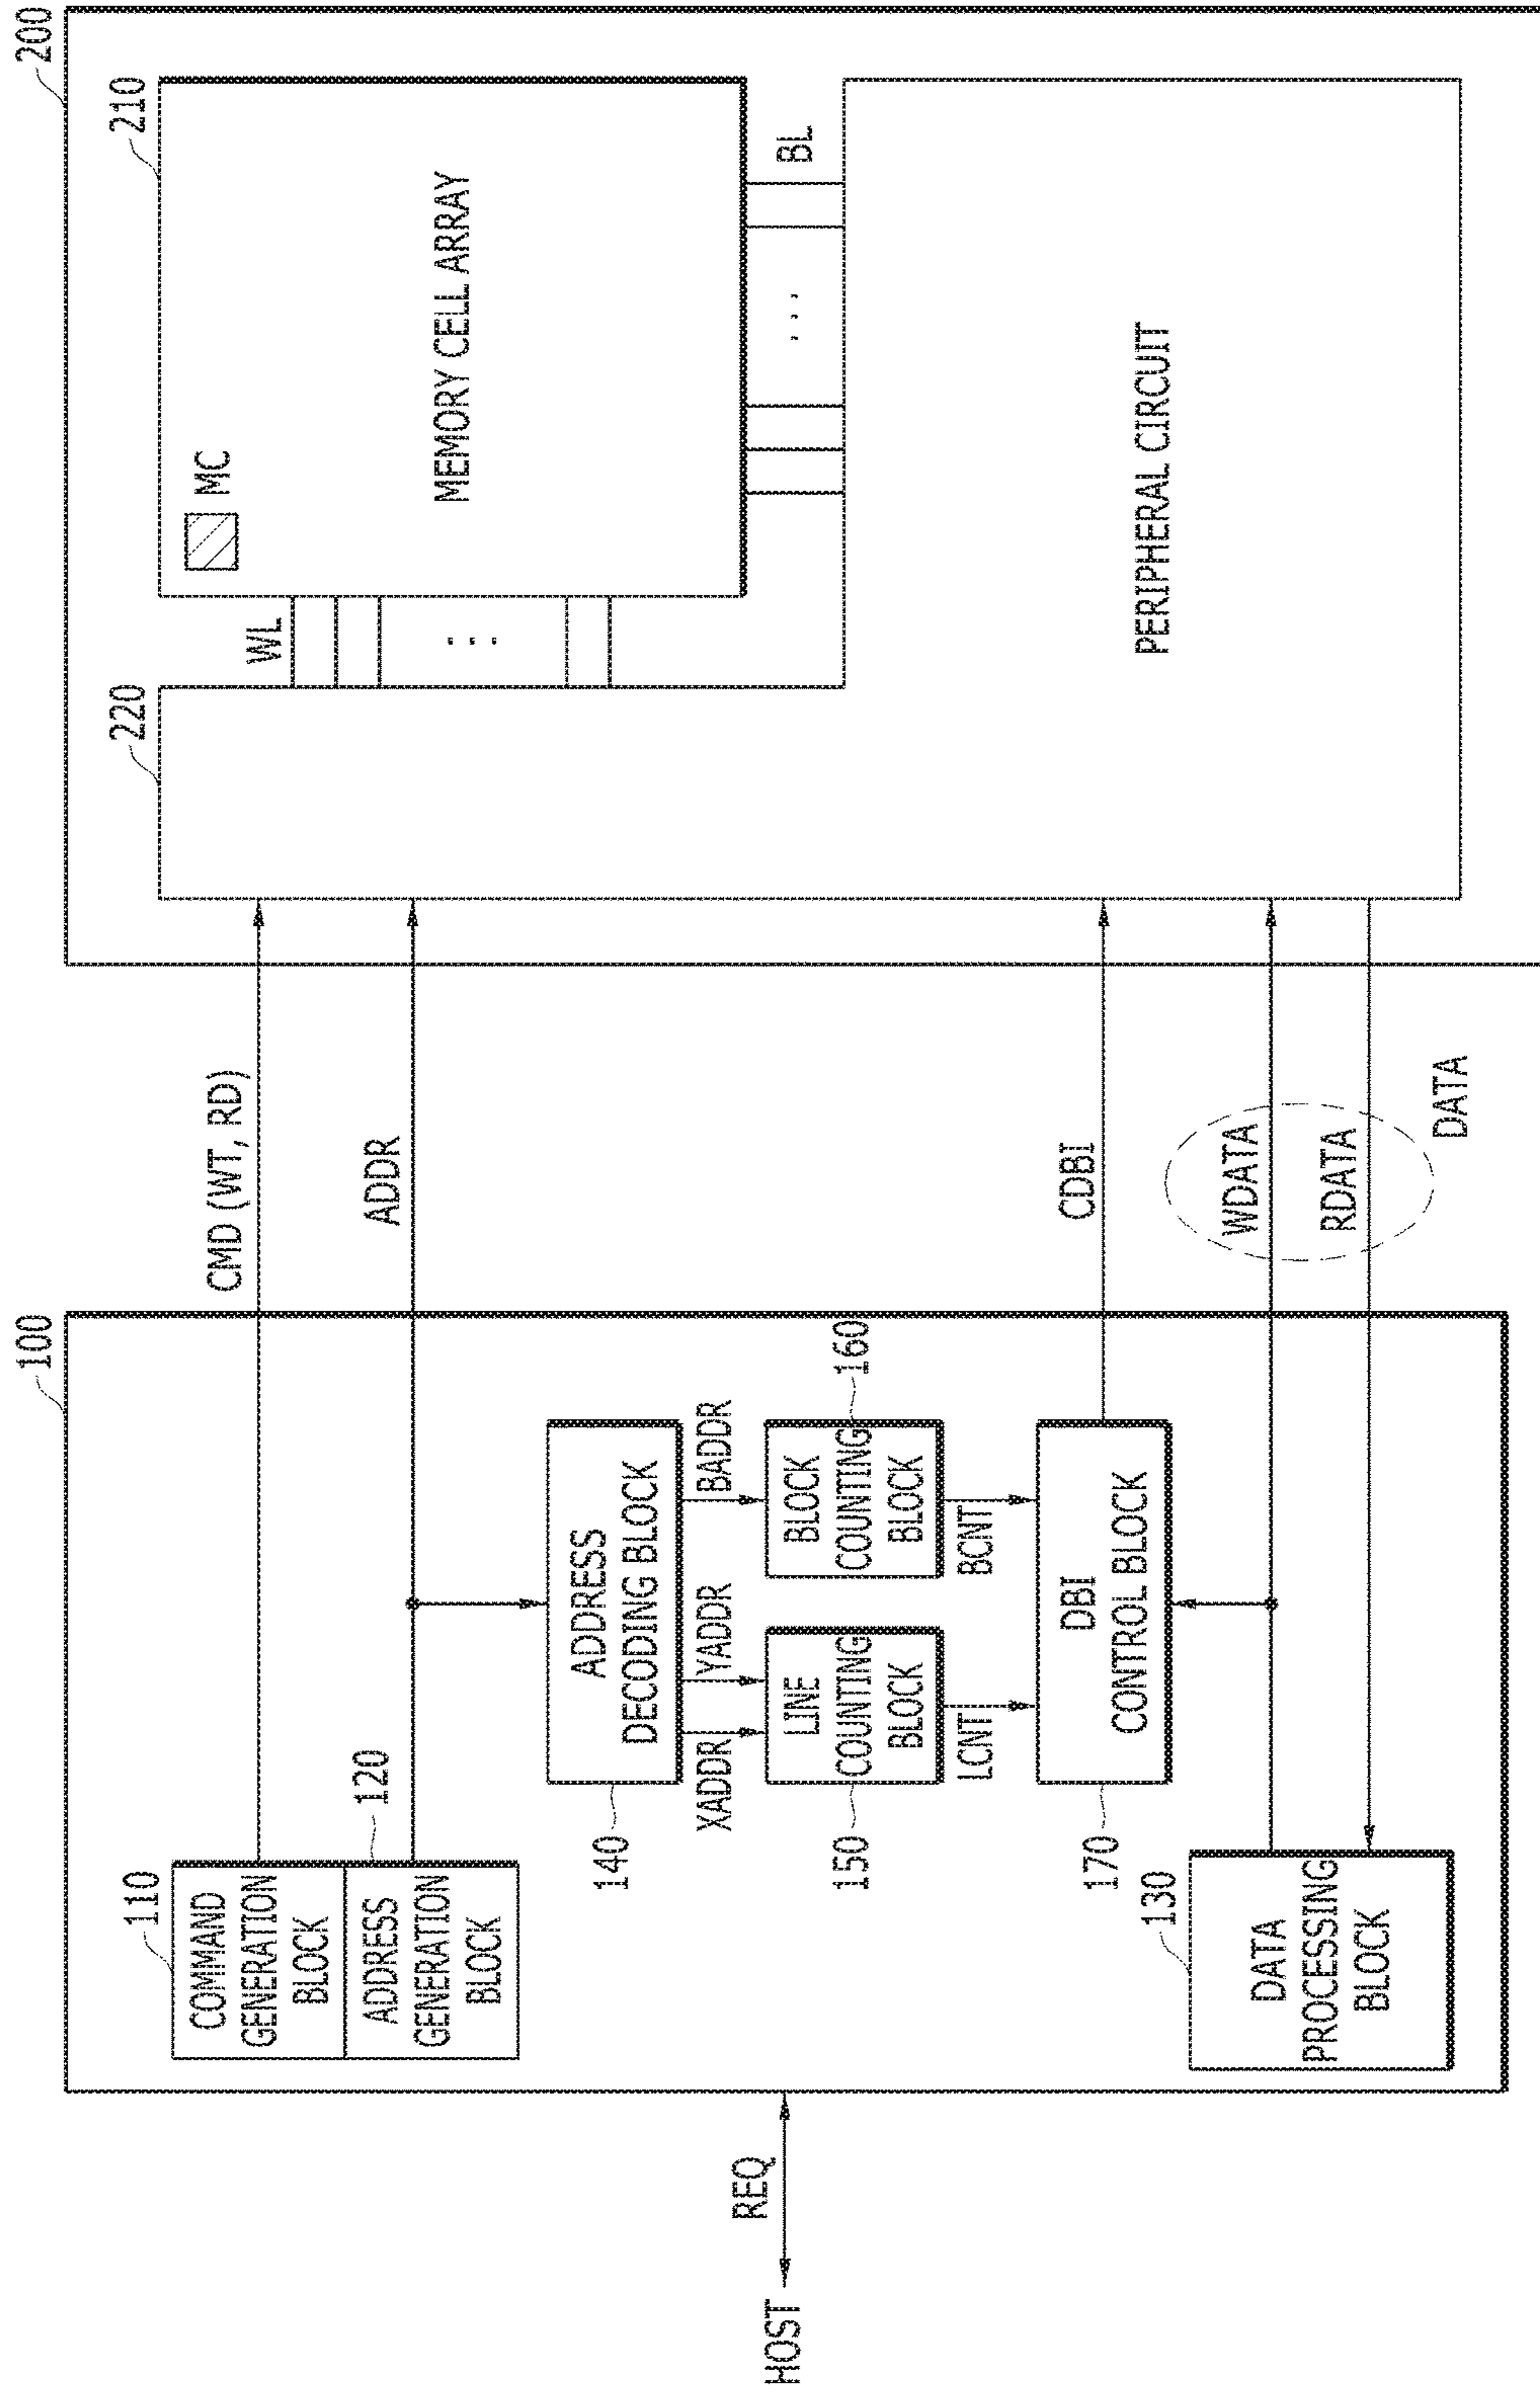 100
200
110
COMMAND
GENERATION
BLOCK
120
ADDRESS
GENERATION
BLOCK
CMD (WT, RD)
ADDR
220
210
WL
MC
MEMORY CELL ARRAY
...
BL
...
PERIPHERAL CIRCUIT
140
ADDRESS
DECODING BLOCK
XADDR
YADDR
BADDR
HOST
REQ
150
LINE
COUNTING
BLOCK
BLOCK
COUNTING
BLOCK
160
LCNT
BCNT
170
DBI
CONTROL BLOCK
CDBI
130
DATA
PROCESSING
BLOCK
WDATA
RDATA
DATA